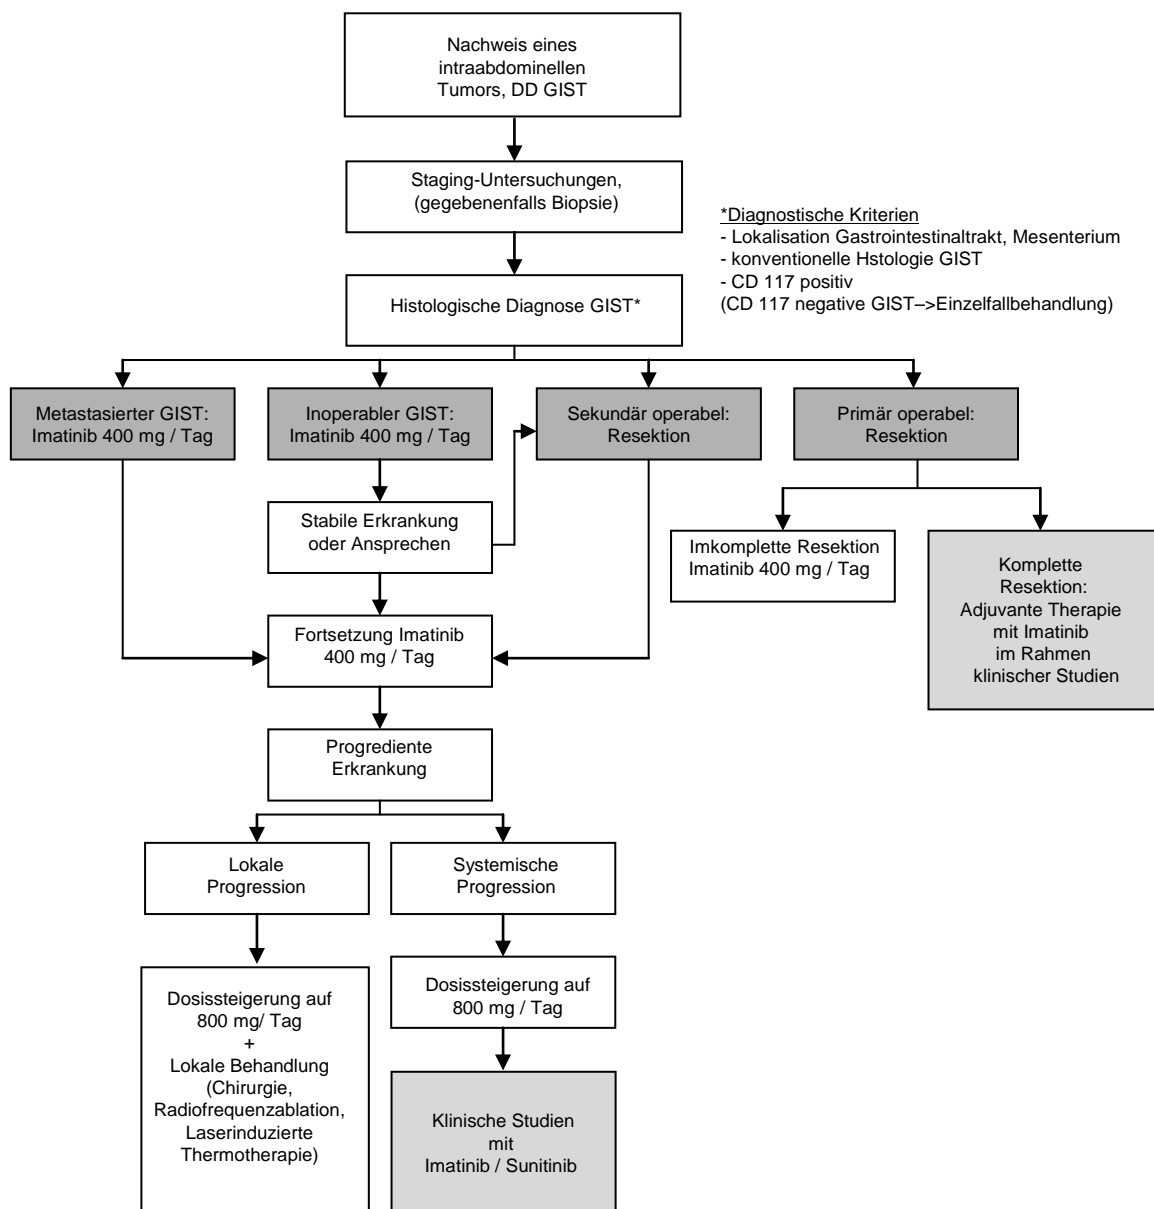 Nachweis eines
intraabdominellen
Tumors, DD GIST
Staging-Untersuchungen,
(gegebenenfalls Biopsie)
*Diagnostische Kriterien
- Lokalisation Gastrointestinaltrakt, Mesenterium
- konventionelle Hstologie GIST
- CD 117 positiv
(CD 117 negative GIST–>Einzelfallbehandlung)
Histologische Diagnose GIST*
Metastasierter GIST:
Imatinib 400 mg / Tag
Inoperabler GIST:
Imatinib 400 mg / Tag
Sekundär operabel:
Resektion
Primär operabel:
Resektion
Stabile Erkrankung
oder Ansprechen
Imkomplette Resektion
Imatinib 400 mg / Tag
Komplette
Resektion:
Adjuvante Therapie
mit Imatinib
im Rahmen
klinischer Studien
Fortsetzung Imatinib
400 mg / Tag
Progrediente
Erkrankung
Lokale
Progression
Systemische
Progression
Dosissteigerung auf
800 mg/ Tag
+
Lokale Behandlung
(Chirurgie,
Radiofrequenzablation,
Laserinduzierte
Thermotherapie)
Dosissteigerung auf
800 mg / Tag
Klinische Studien
mit
Imatinib / Sunitinib